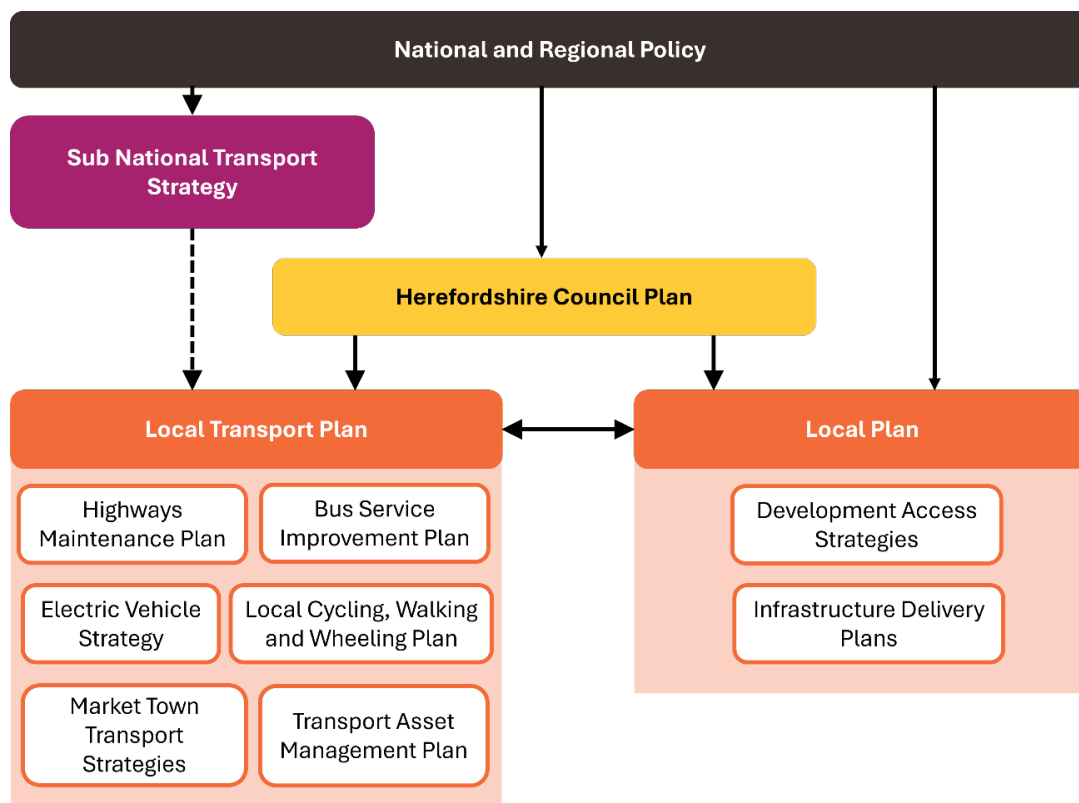 National and Regional Policy
Sub National Transport
Strategy
Herefordshire Council Plan
Local Transport Plan
Local Plan
Highways
Maintenance Plan
Bus Service
Improvement Plan
Electric Vehicle
Strategy
Local Cycling, Walking
and Wheeling Plan
Market Town
Transport
Strategies
Transport Asset
Management Plan
Development Access
Strategies
Infrastructure Delivery
Plans